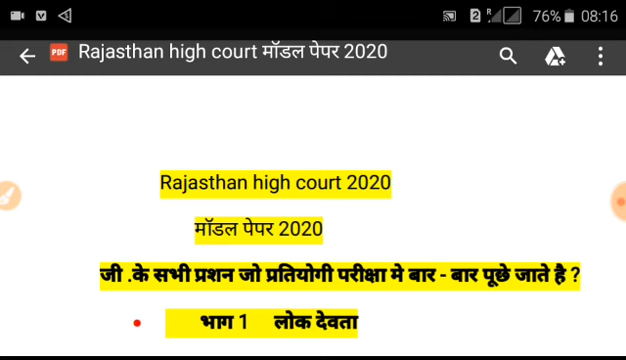 76% 08:16
PDF Rajasthan high court मॉडल पेपर 2020
Rajasthan high court 2020
मॉडल पेपर 2020
जी .के सभी प्रशन जो प्रतियोगी परीक्षा मे बार - बार पूछे जाते है ?
• भाग 1 लोक देवता